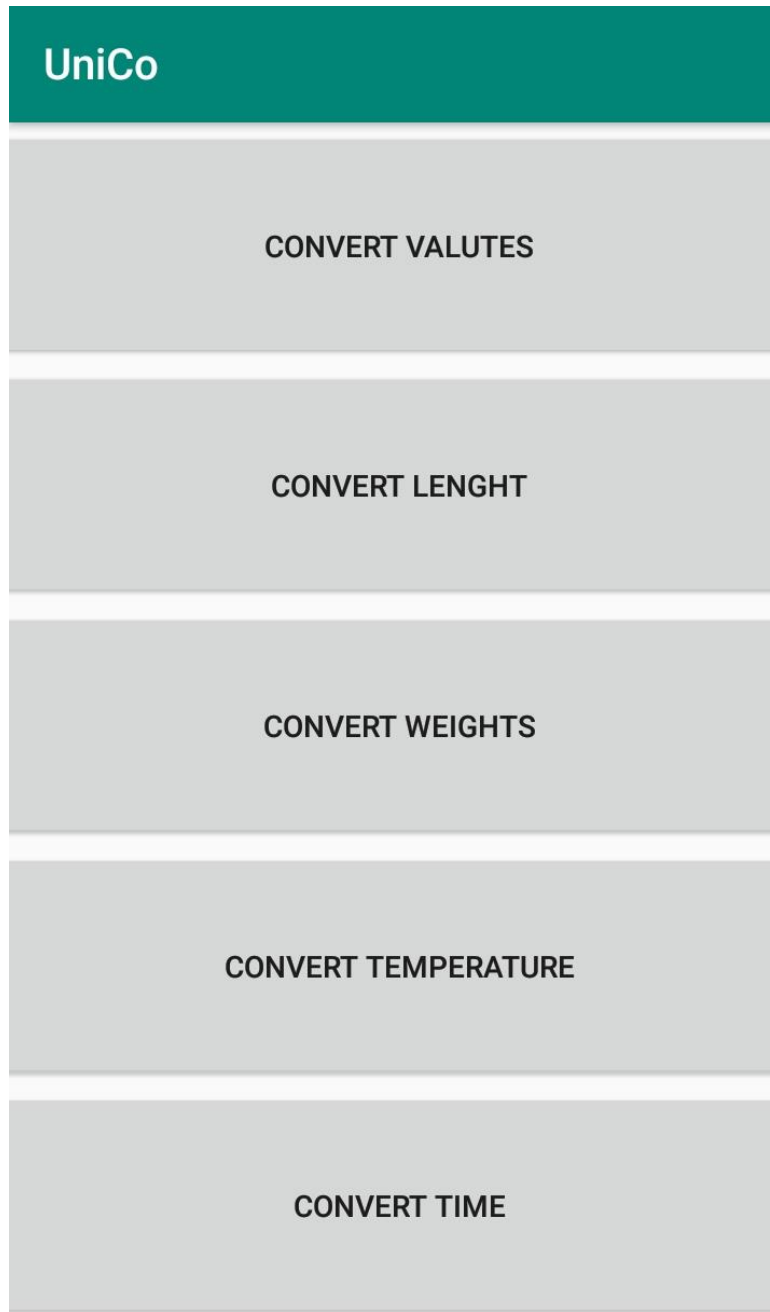 UniCo
CONVERT VALUTES
CONVERT LENGHT
CONVERT WEIGHTS
CONVERT TEMPERATURE
CONVERT TIME